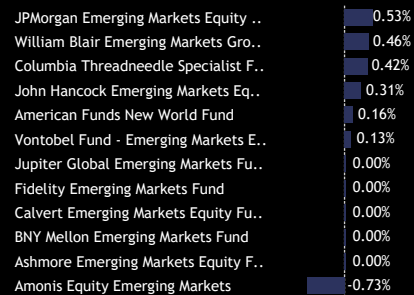 JPMorgan Emerging Markets Equity .. 0.53%
William Blair Emerging Markets Gro.. 0.46%
Columbia Threadneedle Specialist F.. 0.42%
John Hancock Emerging Markets Eq.. 0.31%
American Funds New World Fund 0.16%
Vontobel Fund - Emerging Markets E.. 0.13%
Jupiter Global Emerging Markets Fu.. 0.00%
Fidelity Emerging Markets Fund 0.00%
Calvert Emerging Markets Equity Fu.. 0.00%
BNY Mellon Emerging Markets Fund 0.00%
Ashmore Emerging Markets Equity F.. 0.00%
Amonis Equity Emerging Markets -0.73%